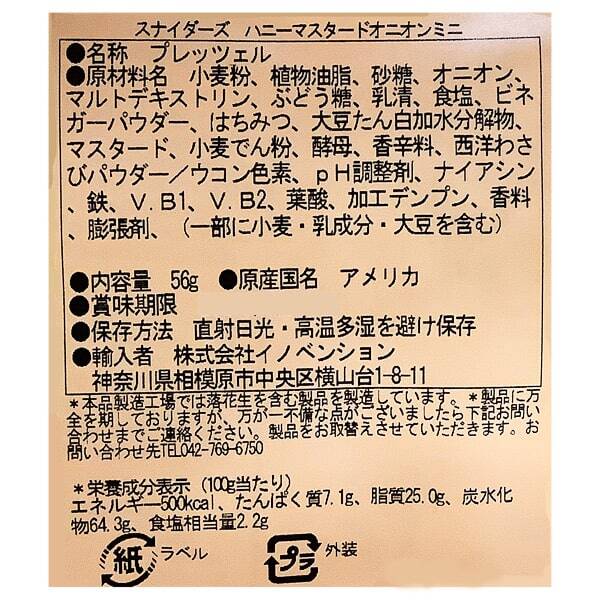 スナイダーズ ハニーマスタードオニオンミニ
●名称 プレッツェル
●原材料名 小麦粉、植物油脂、砂糖、オニオン、
マルトデキストリン、ぶどう糖、乳清、食塩、ビネ
ガーパウダー、はちみつ、大豆たん白加水分解物、
マスタード、小麦でん粉、酵母、香辛料、西洋わさ
びパウダー／ウコン色素、pH調整剤、ナイアシン
、鉄、V.B1、V.B2、葉酸、加工デンプン、香料
、膨張剤、（一部に小麦・乳成分・大豆を含む）
●内容量 56g ●原産国名 アメリカ
●賞味期限
●保存方法 直射日光・高温多湿を避け保存
●輸入者 株式会社イノベンション
神奈川県相模原市中央区横山台1-8-11
*本品製造工場では落花生を含む製品を製造しています。*製品に万
全を期しておりますが、万が一不備な点がございましたら下記お問い
合わせまでご連絡ください。製品をお取替えさせていただきます。お
問い合わせ先TEL042-769-6750
*栄養成分表示（100g当たり）
エネルギー500kcal、たんぱく質7.1g、脂質25.0g、炭水化
物64.3g、食塩相当量2.2g
紙 ラベル プラ 外装